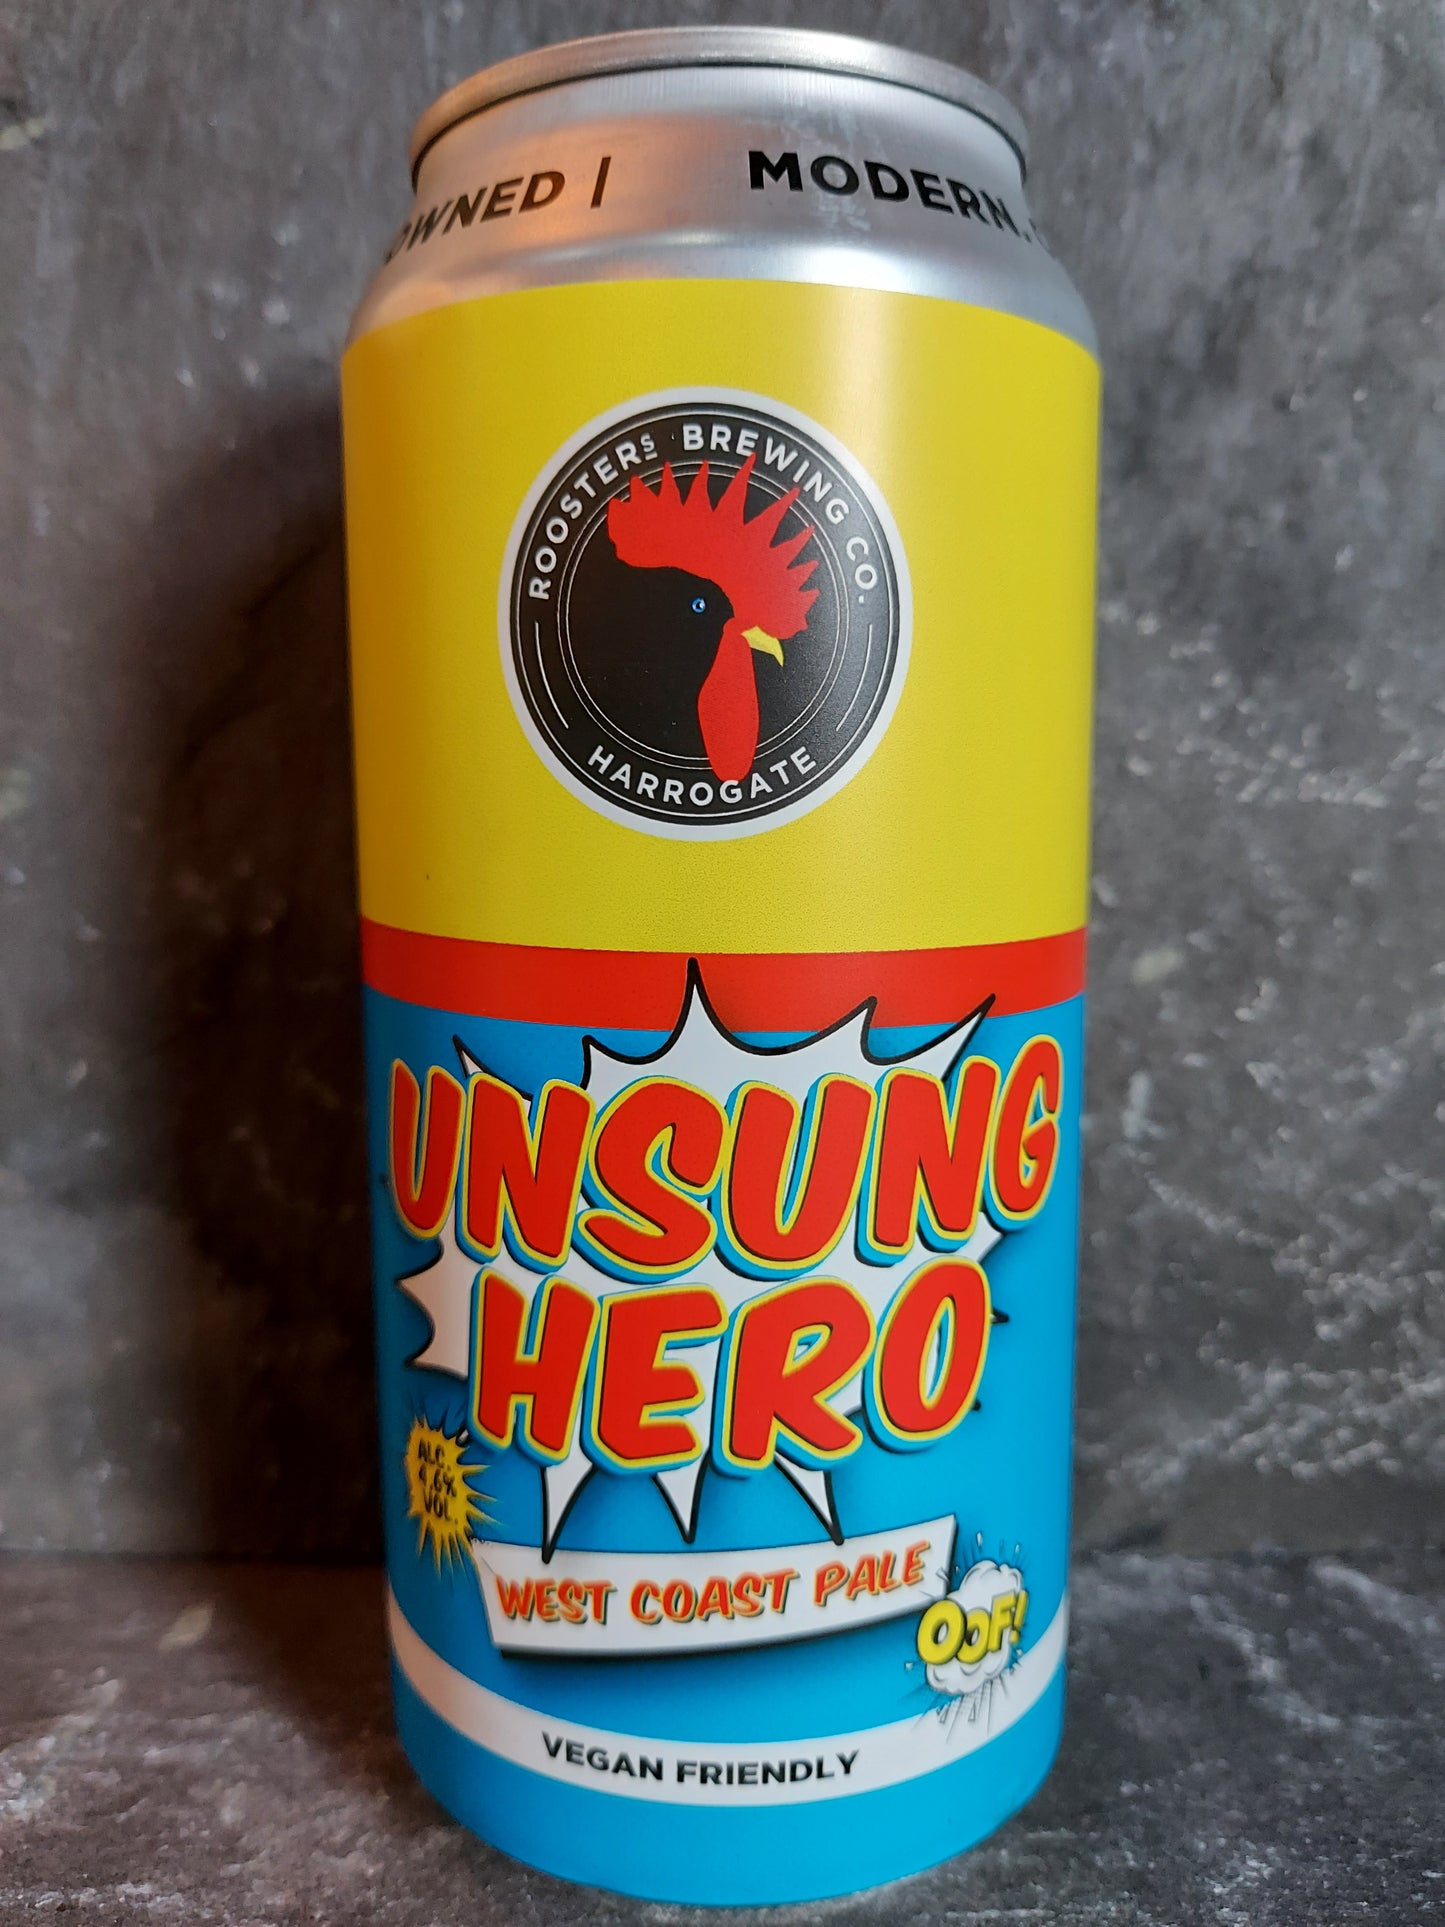 OWNED |
MODERN.
ROOSTERS BREWING CO.
HARROGATE
UNSUNG
HERO
ALC.
4.6%
VOL.
WEST COAST PALE
OOF!
VEGAN FRIENDLY